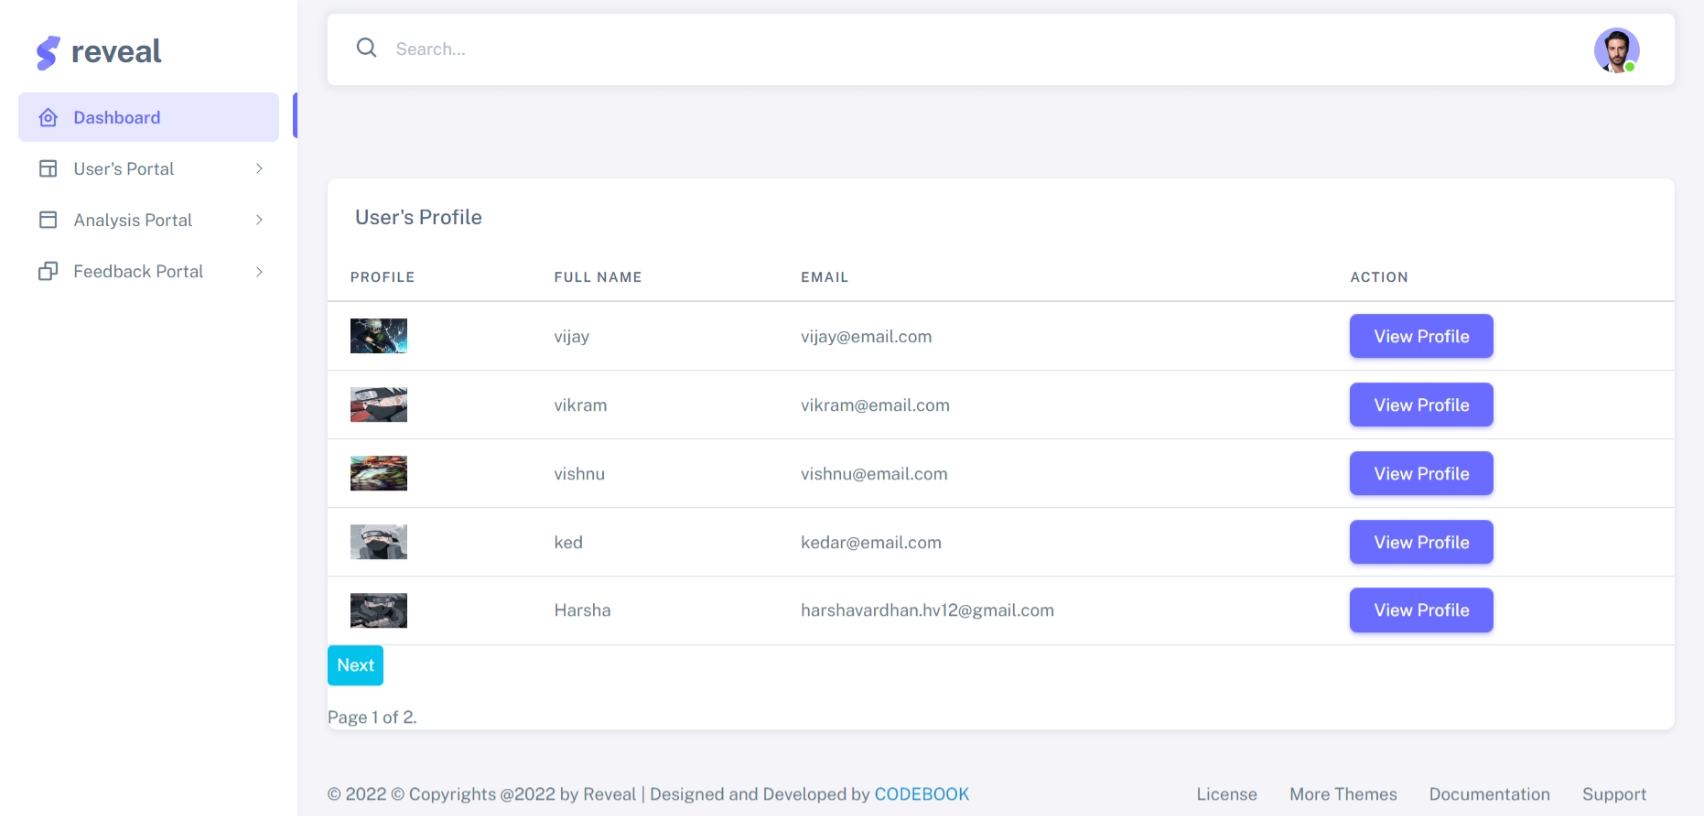 reveal
Search...
Dashboard
User's Portal
Analysis Portal
Feedback Portal
User's Profile
PROFILE FULL NAME EMAIL ACTION
vijay vijay@email.com View Profile
vikram vikram@email.com View Profile
vishnu vishnu@email.com View Profile
ked kedar@email.com View Profile
Harsha harshavardhan.hv12@gmail.com View Profile
Next
Page 1 of 2.
© 2022 © Copyrights @2022 by Reveal | Designed and Developed by CODEBOOK License More Themes Documentation Support